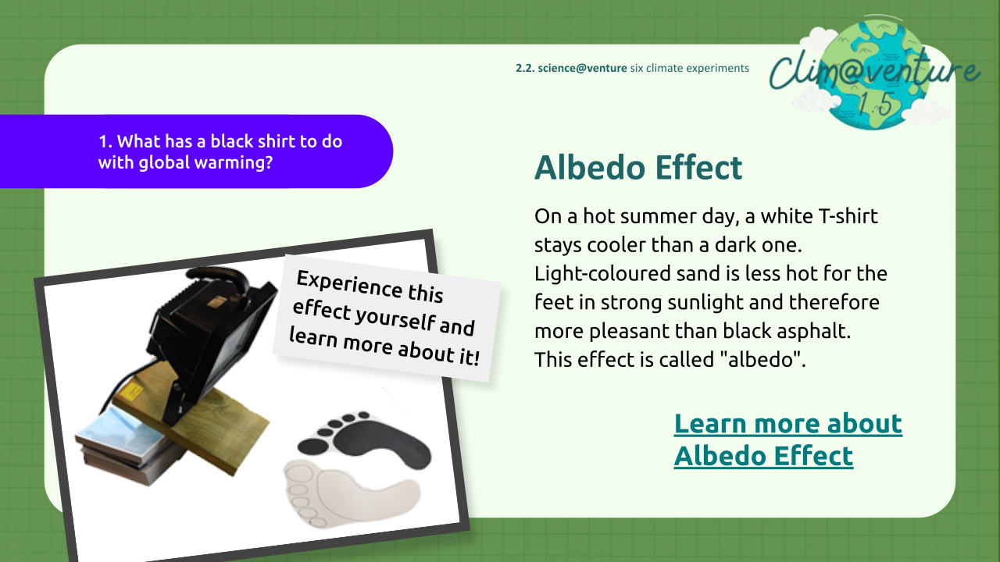 2.2. science@venture six climate experiments
Clim@venture
1.5
1. What has a black shirt to do
with global warming?
Albedo Effect
On a hot summer day, a white T-shirt
stays cooler than a dark one.
Light-coloured sand is less hot for the
feet in strong sunlight and therefore
more pleasant than black asphalt.
This effect is called "albedo".
Experience this
effect yourself and
learn more about it!
Learn more about
Albedo Effect